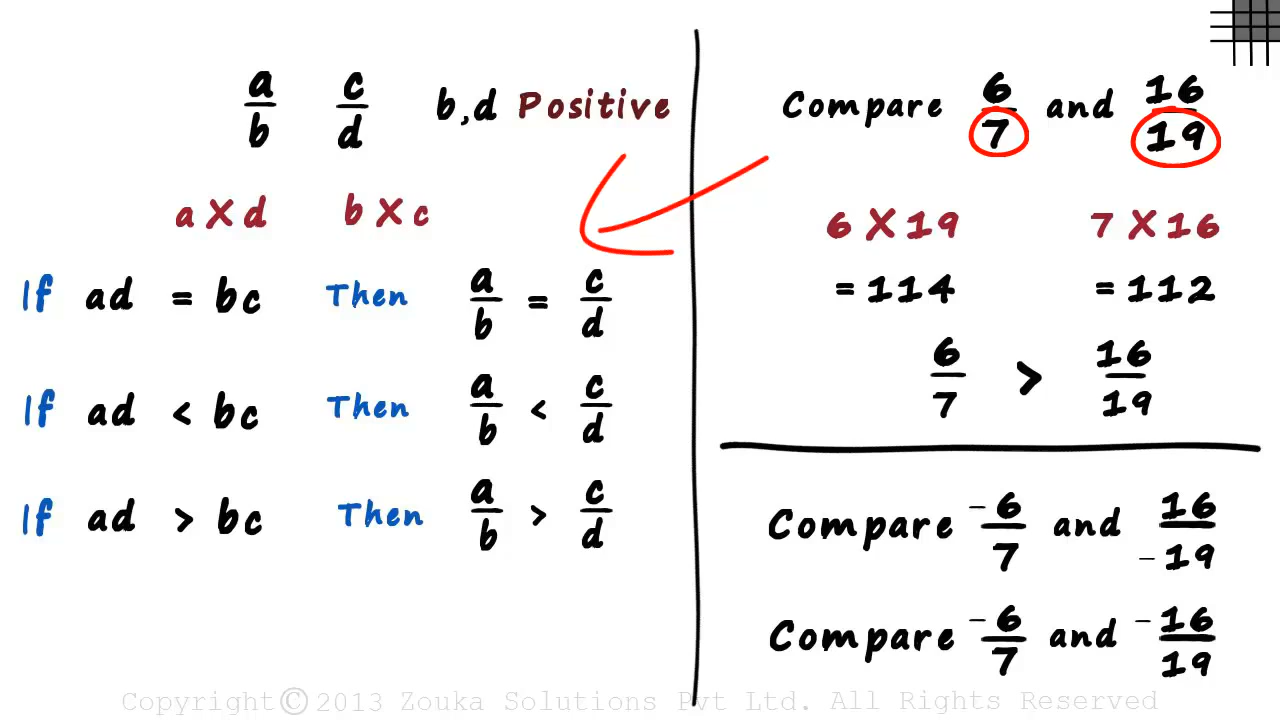 a/b c/d b,d Positive
a X d b X c
If ad = bc Then a/b = c/d
If ad < bc Then a/b < c/d
If ad > bc Then a/b > c/d
Compare 6/7 and 16/19
6 X 19 7 X 16
= 114 = 112
6/7 > 16/19
Compare -6/7 and 16/-19
Compare -6/7 and -16/19
Copyright© 2013 Zouka Solutions Pvt Ltd. All Rights Reserved